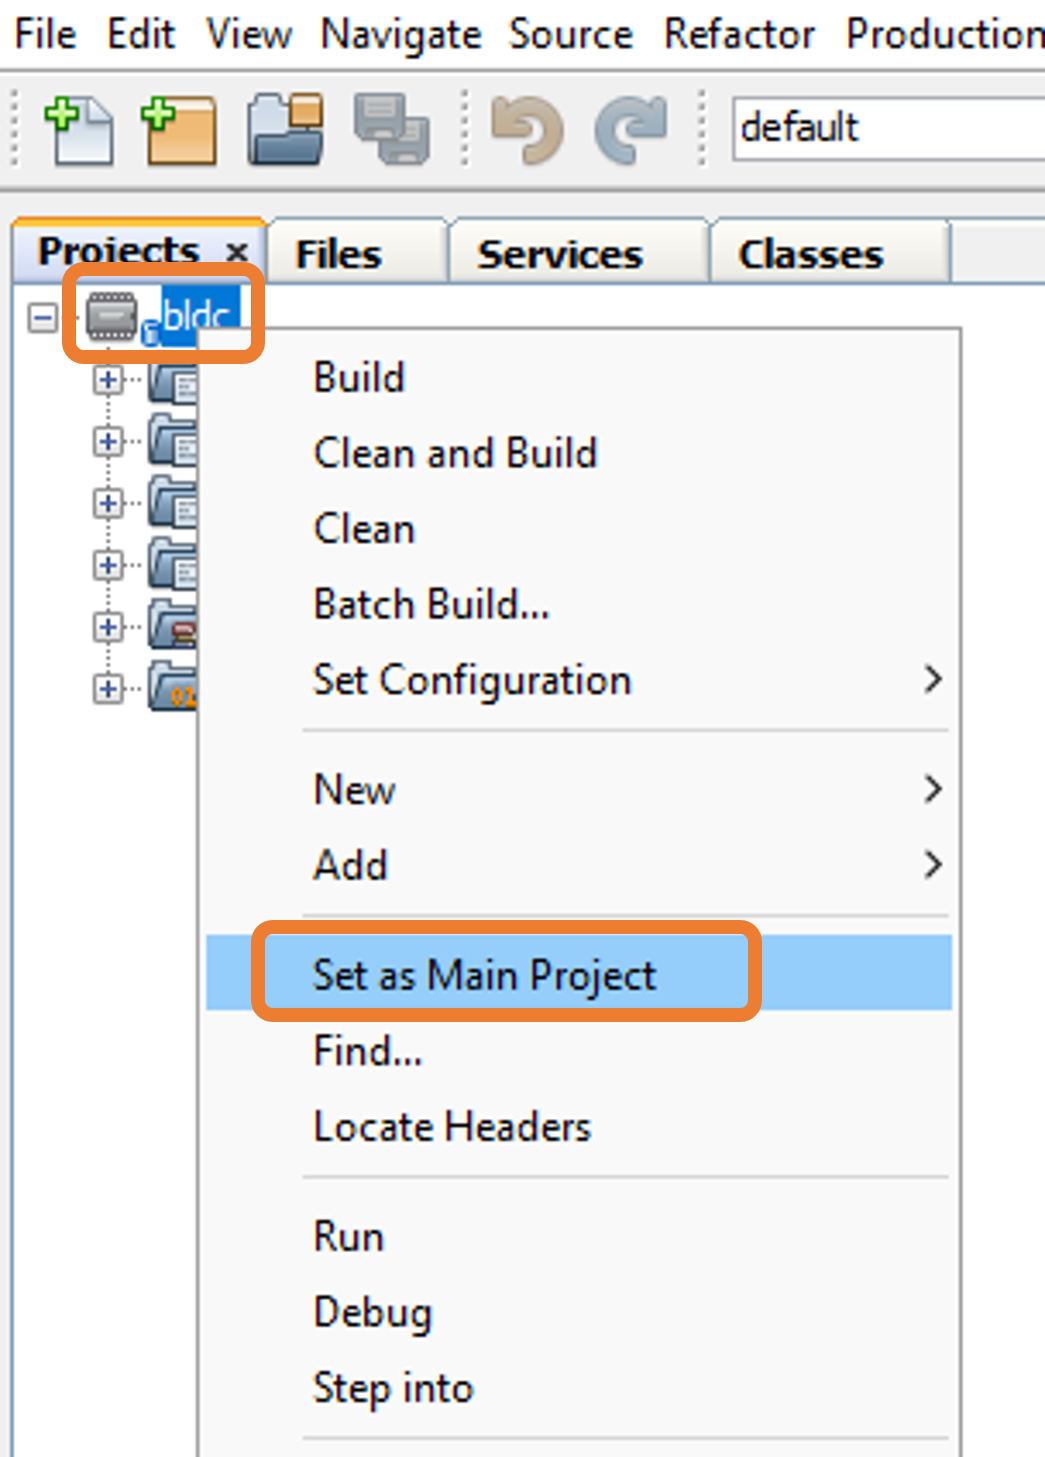 File Edit View Navigate Source Refactor Production
default
Projects x Files Services Classes
bldc
Build
Clean and Build
Clean
Batch Build...
Set Configuration
New
Add
Set as Main Project
Find...
Locate Headers
Run
Debug
Step into